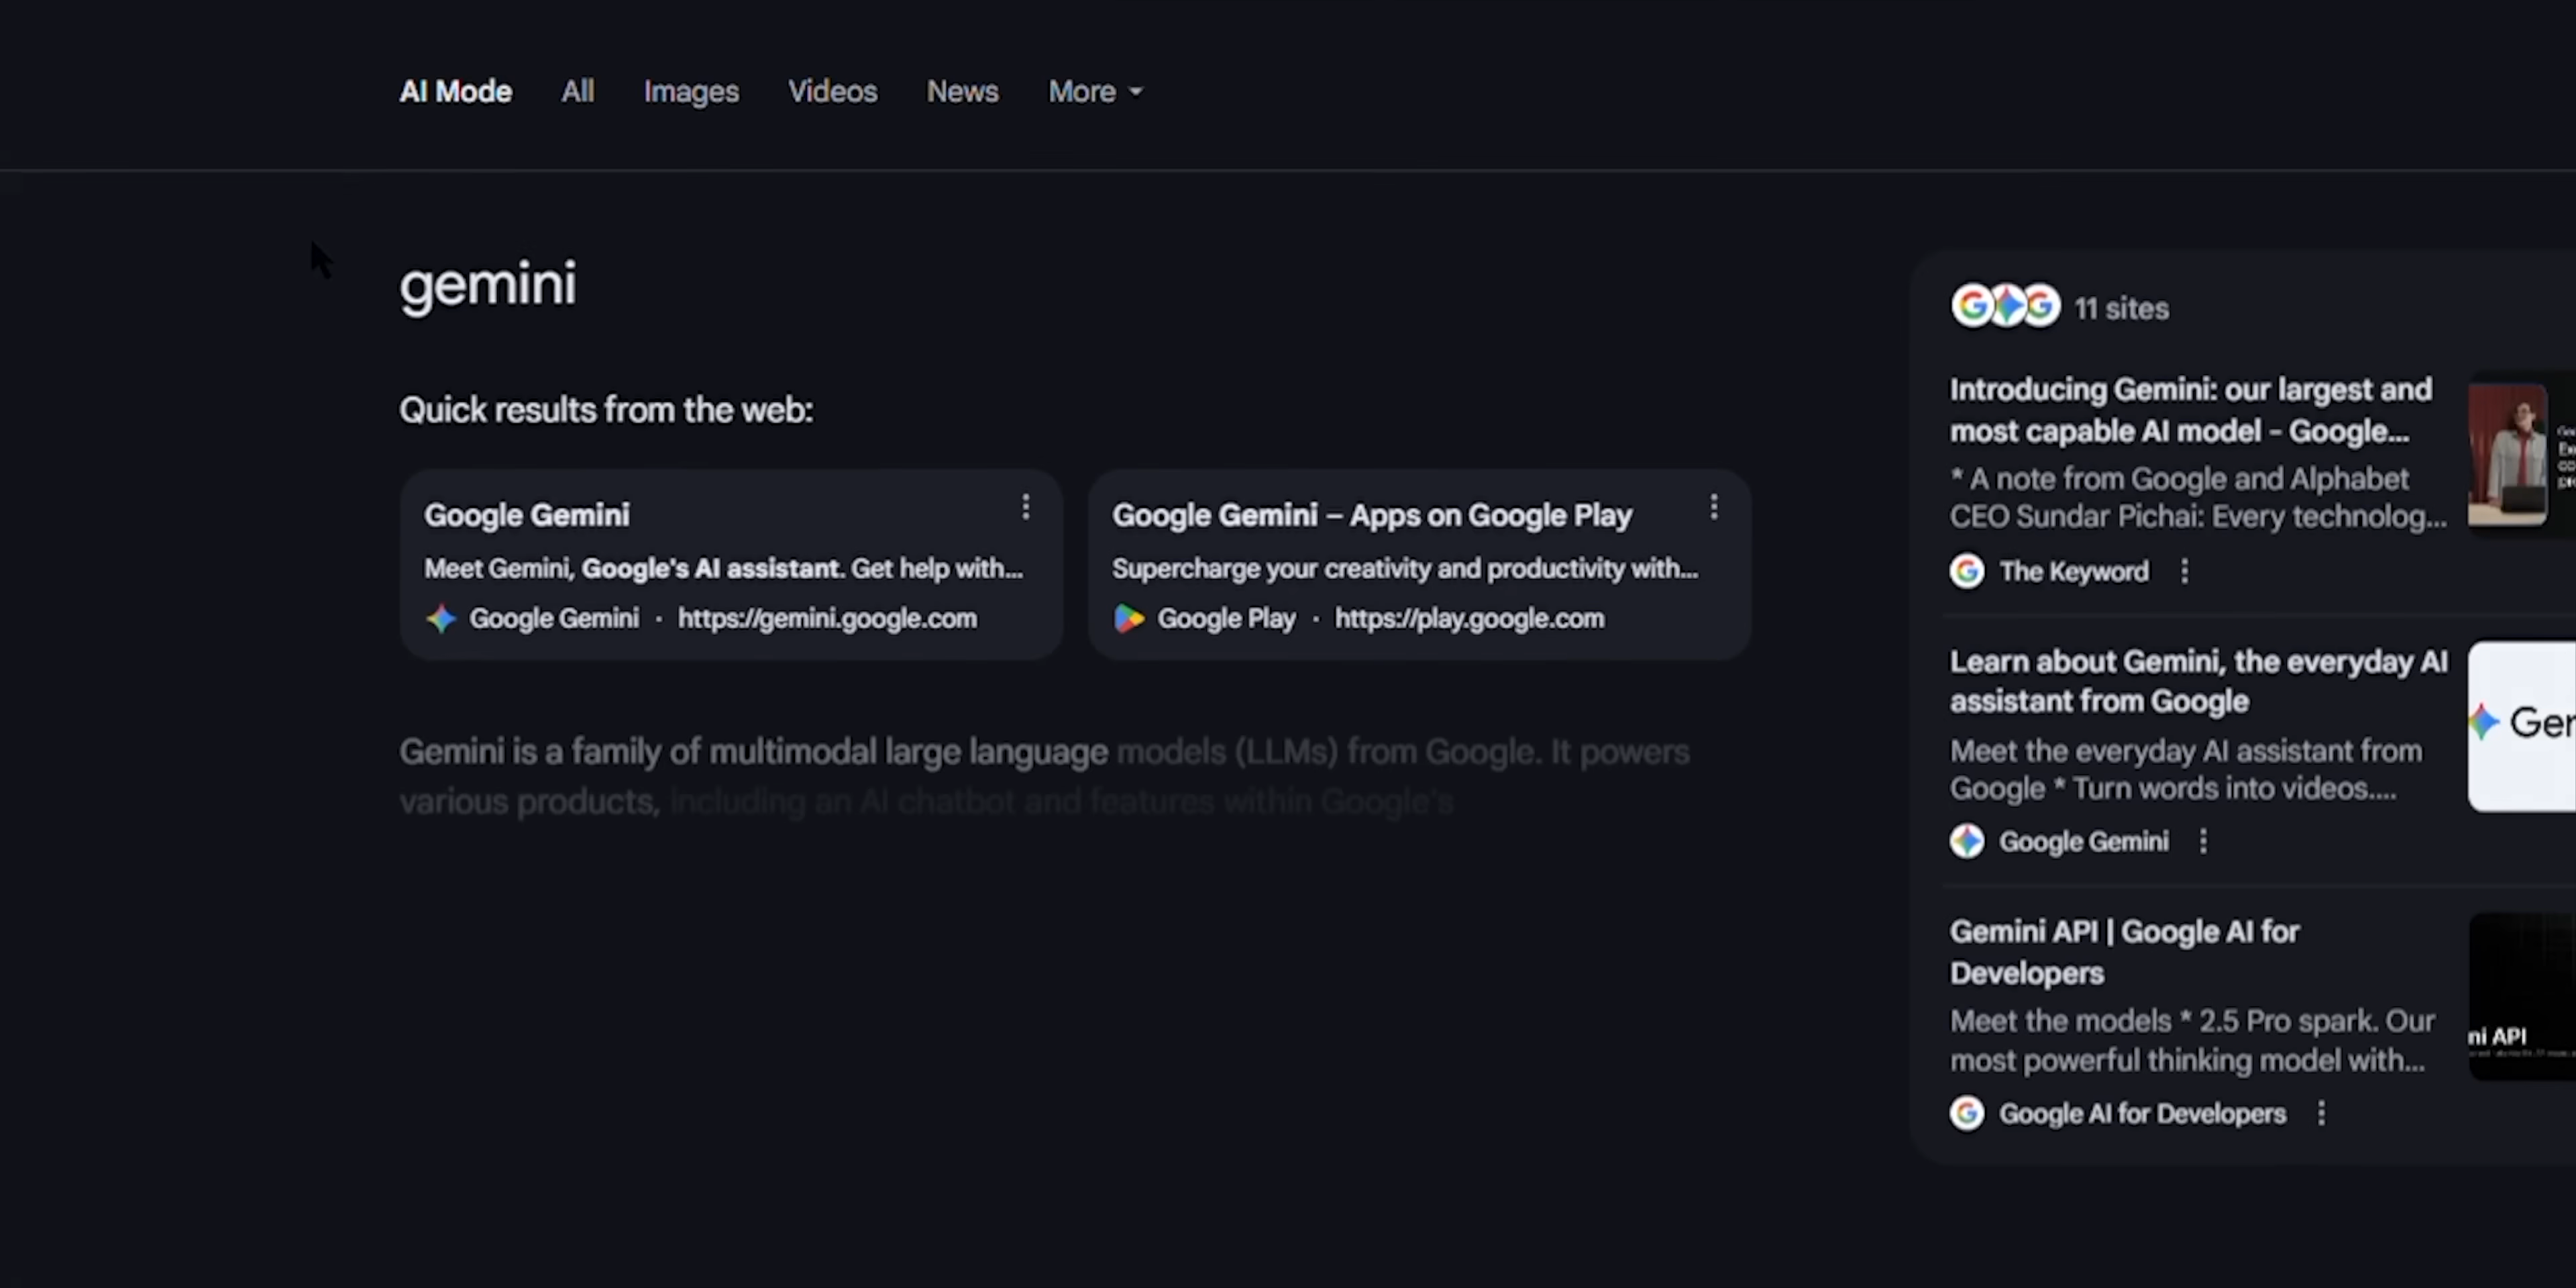 AI Mode All Images Videos News More
gemini
Quick results from the web:
Google Gemini
Meet Gemini, Google's AI assistant. Get help with...
Google Gemini · https://gemini.google.com
Google Gemini – Apps on Google Play
Supercharge your creativity and productivity with...
Google Play · https://play.google.com
Gemini is a family of multimodal large language models (LLMs) from Google. It powers
various products, including an AI chatbot and features within Google's
11 sites
Introducing Gemini: our largest and
most capable AI model - Google...
* A note from Google and Alphabet
CEO Sundar Pichai: Every technolog...
The Keyword
Learn about Gemini, the everyday AI
assistant from Google
Meet the everyday AI assistant from
Google * Turn words into videos....
Google Gemini
Gem
Gemini API | Google AI for
Developers
Meet the models * 2.5 Pro spark. Our
most powerful thinking model with...
ni API
Google AI for Developers